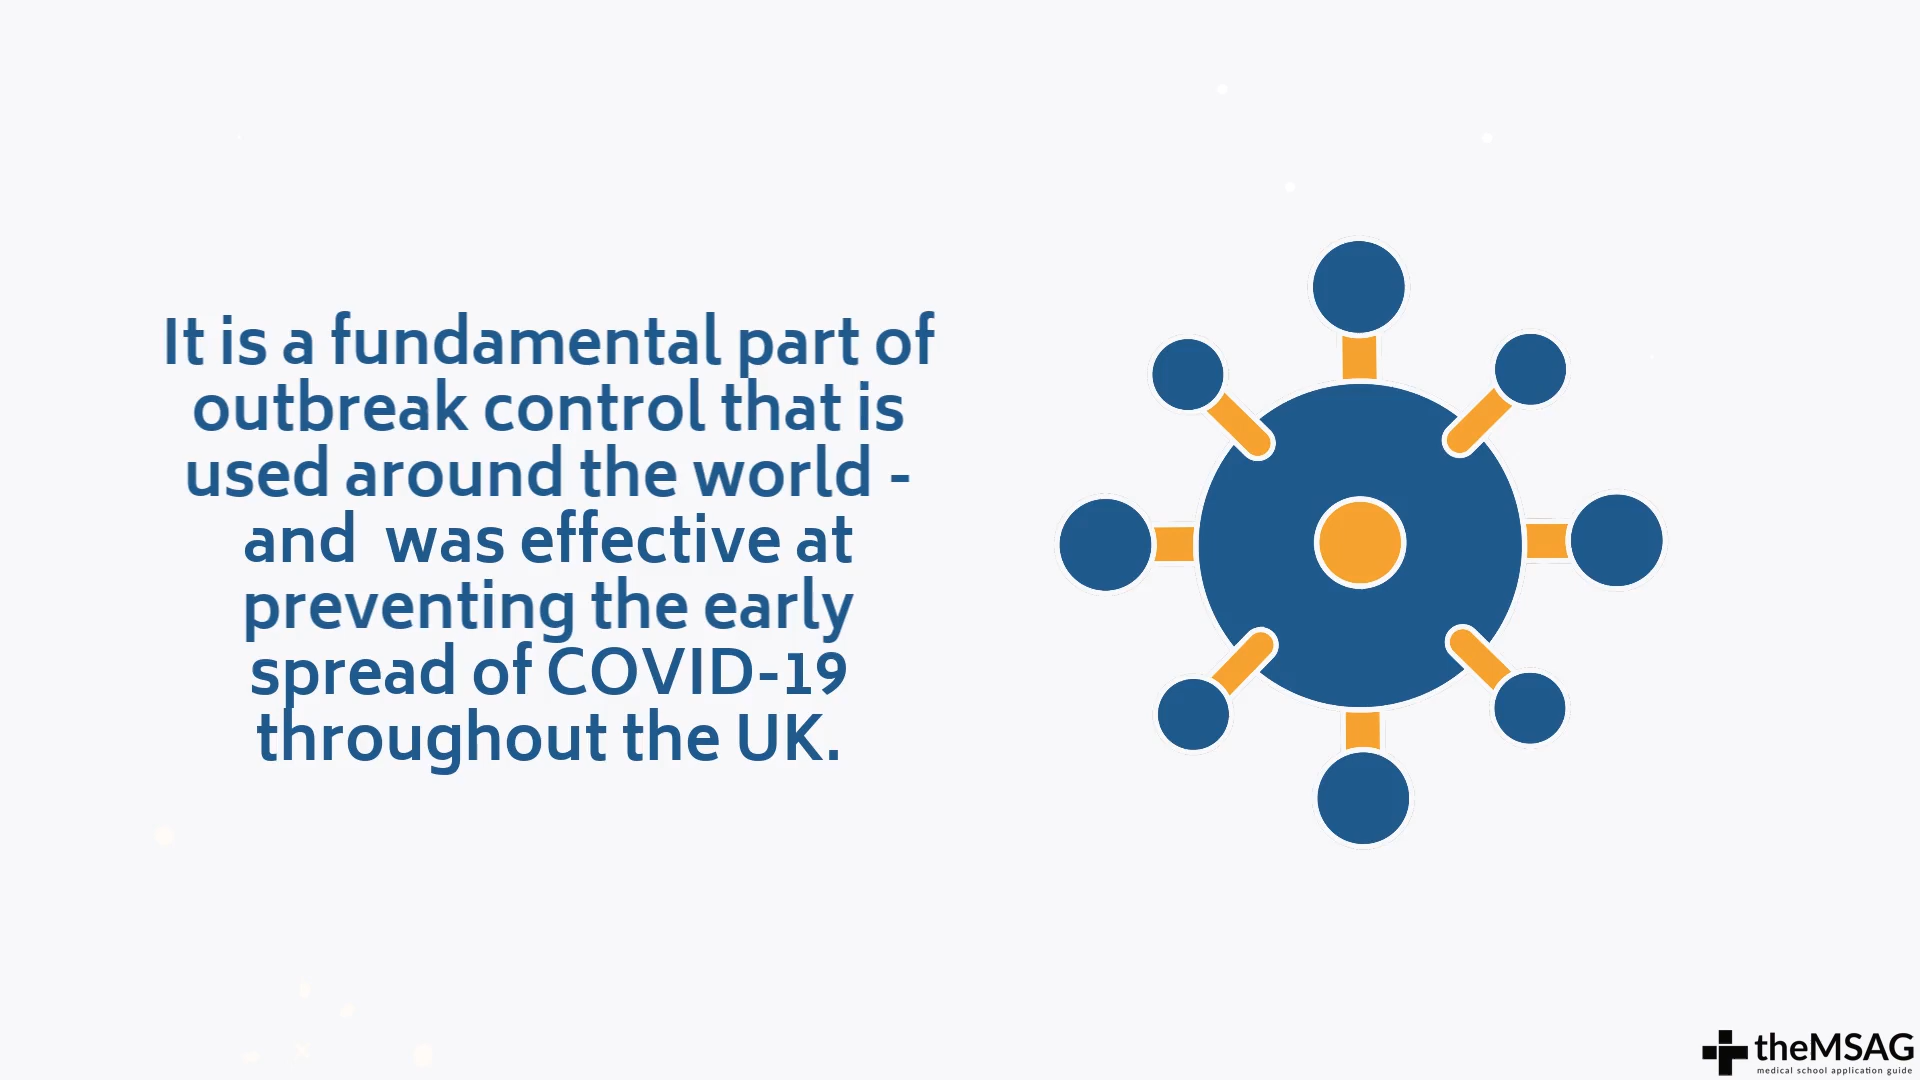 It is a fundamental part of
outbreak control that is
used around the world -
and  was effective at
preventing the early
spread of COVID-19
throughout the UK.
theMSAG
medical school application guide